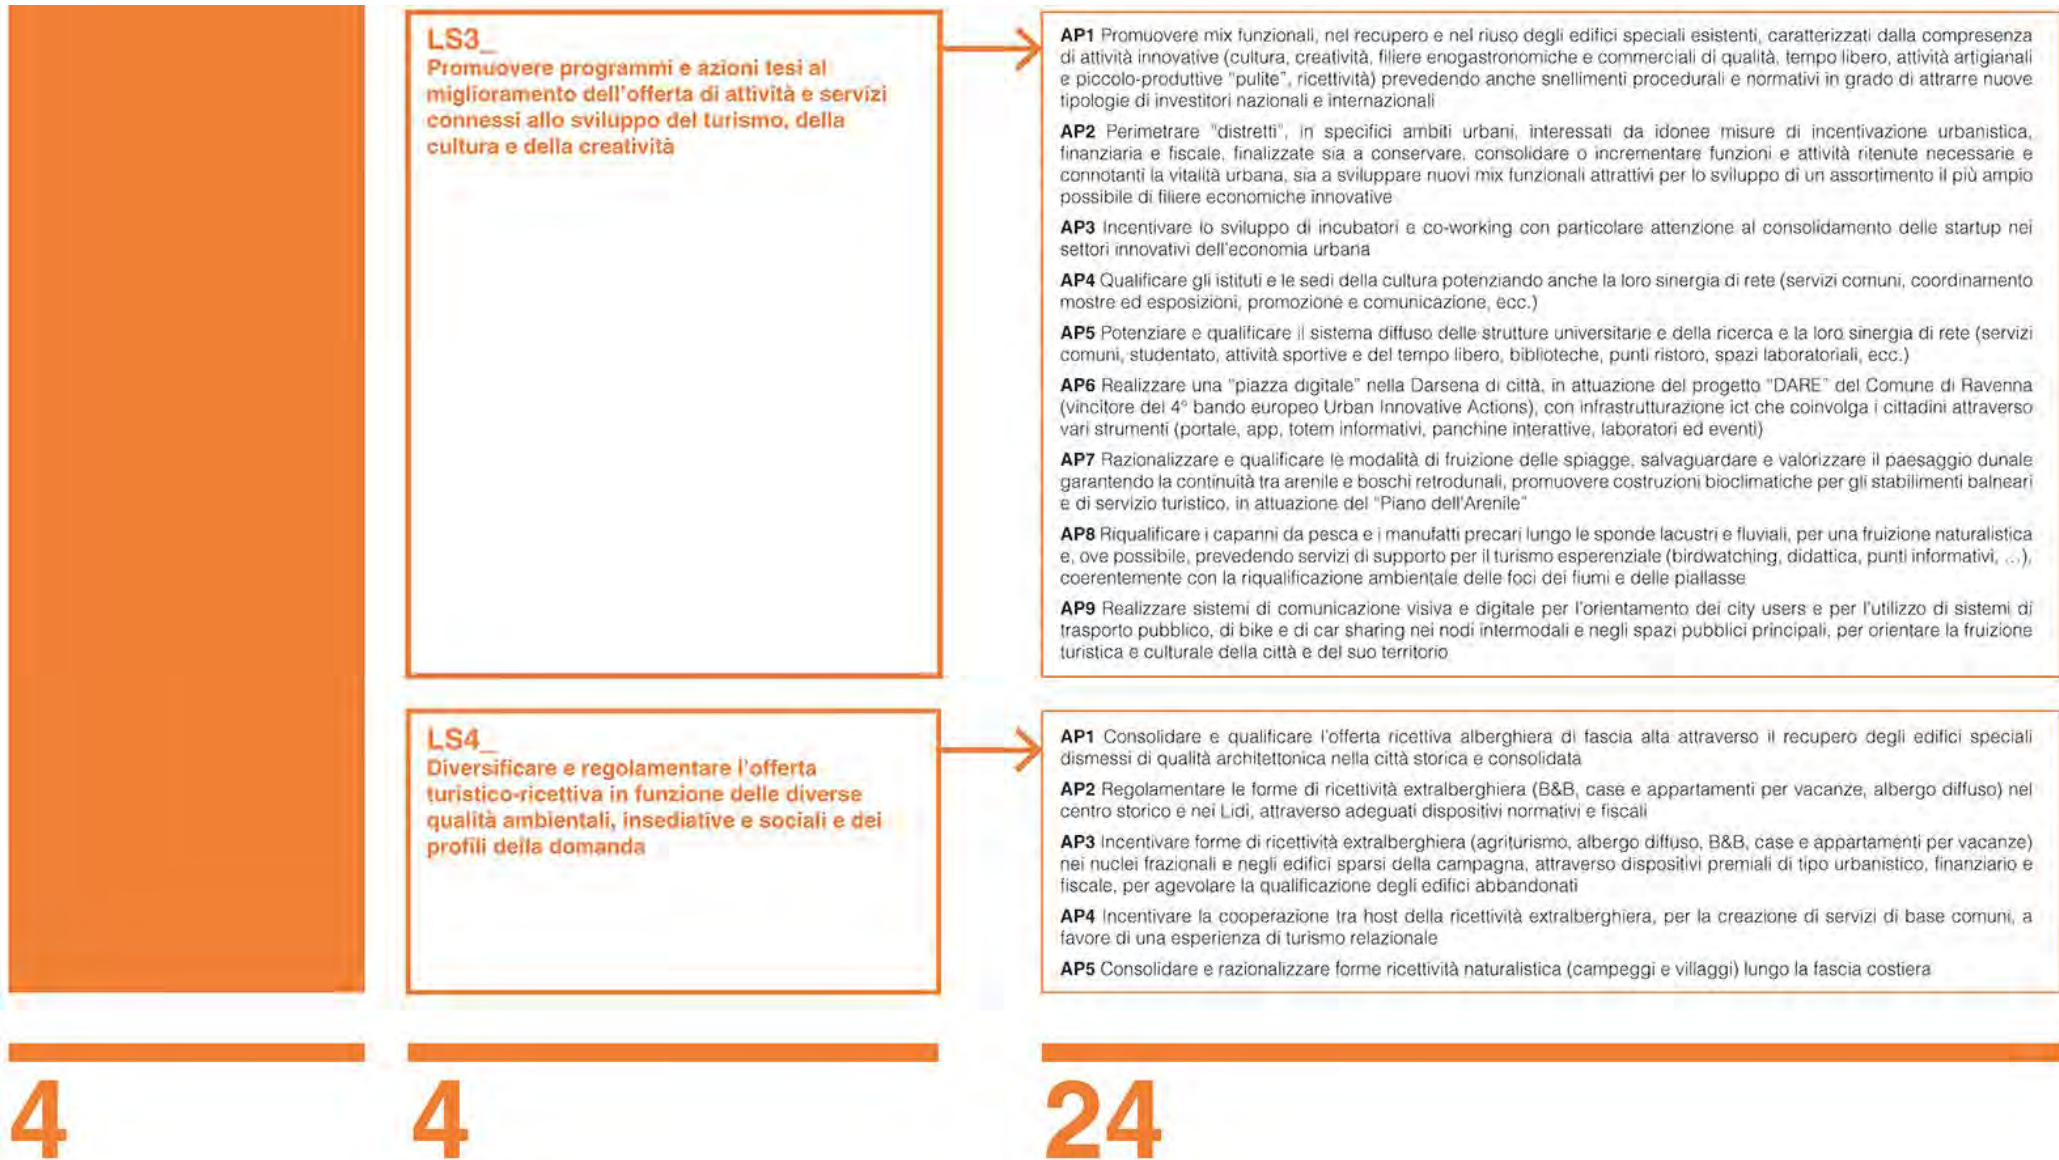 LS3_
Promuovere programmi e azioni tesi al
miglioramento dell'offerta di attività e servizi
connessi allo sviluppo del turismo, della
cultura e della creatività
AP1 Promuovere mix funzionali, nel recupero e nel riuso degli edifici speciali esistenti, caratterizzati dalla compresenza
di attività innovative (cultura, creatività, filiere enogastronomiche e commerciali di qualità, tempo libero, attività artigianali
e piccolo-produttive "pulite", ricettività) prevedendo anche snellimenti procedurali e normativi in grado di attrarre nuove
tipologie di investitori nazionali e internazionali
AP2 Perimetrare "distretti", in specifici ambiti urbani, interessati da idonee misure di incentivazione urbanistica,
finanziaria e fiscale, finalizzate sia a conservare, consolidare o incrementare funzioni e attività ritenute necessarie e
connotanti la vitalità urbana, sia a sviluppare nuovi mix funzionali attrattivi per lo sviluppo di un assortimento il più ampio
possibile di filiere economiche innovative
AP3 Incentivare lo sviluppo di incubatori e co-working con particolare attenzione al consolidamento delle startup nei
settori innovativi dell'economia urbana
AP4 Qualificare gli istituti e le sedi della cultura potenziando anche la loro sinergia di rete (servizi comuni, coordinamento
mostre ed esposizioni, promozione e comunicazione, ecc.)
AP5 Potenziare e qualificare il sistema diffuso delle strutture universitarie e della ricerca e la loro sinergia di rete (servizi
comuni, studentato, attività sportive e del tempo libero, biblioteche, punti ristoro, spazi laboratoriali, ecc.)
AP6 Realizzare una "piazza digitale" nella Darsena di città, in attuazione del progetto "DARE" del Comune di Ravenna
(vincitore del 4° bando europeo Urban Innovative Actions), con infrastrutturazione ict che coinvolga i cittadini attraverso
vari strumenti (portale, app, totem informativi, panchine interattive, laboratori ed eventi)
AP7 Razionalizzare e qualificare le modalità di fruizione delle spiagge, salvaguardare e valorizzare il paesaggio dunale
garantendo la continuità tra arenile e boschi retrodunali, promuovere costruzioni bioclimatiche per gli stabilimenti balneari
e di servizio turistico, in attuazione del "Piano dell'Arenile"
AP8 Riqualificare i capanni da pesca e i manufatti precari lungo le sponde lacustri e fluviali, per una fruizione naturalistica
e, ove possibile, prevedendo servizi di supporto per il turismo esperenziale (birdwatching, didattica, punti informativi, ...),
coerentemente con la riqualificazione ambientale delle foci dei fiumi e delle piallasse
AP9 Realizzare sistemi di comunicazione visiva e digitale per l'orientamento dei city users e per l'utilizzo di sistemi di
trasporto pubblico, di bike e di car sharing nei nodi intermodali e negli spazi pubblici principali, per orientare la fruizione
turistica e culturale della città e del suo territorio
LS4_
Diversificare e regolamentare l'offerta
turistico-ricettiva in funzione delle diverse
qualità ambientali, insediative e sociali e dei
profili della domanda
AP1 Consolidare e qualificare l'offerta ricettiva alberghiera di fascia alta attraverso il recupero degli edifici speciali
dismessi di qualità architettonica nella città storica e consolidata
AP2 Regolamentare le forme di ricettività extralberghiera (B&B, case e appartamenti per vacanze, albergo diffuso) nel
centro storico e nei Lidi, attraverso adeguati dispositivi normativi e fiscali
AP3 Incentivare forme di ricettività extralberghiera (agriturismo, albergo diffuso, B&B, case e appartamenti per vacanze)
nei nuclei frazionali e negli edifici sparsi della campagna, attraverso dispositivi premiali di tipo urbanistico, finanziario e
fiscale, per agevolare la qualificazione degli edifici abbandonati
AP4 Incentivare la cooperazione tra host della ricettività extralberghiera, per la creazione di servizi di base comuni, a
favore di una esperienza di turismo relazionale
AP5 Consolidare e razionalizzare forme ricettività naturalistica (campeggi e villaggi) lungo la fascia costiera
4
4
24